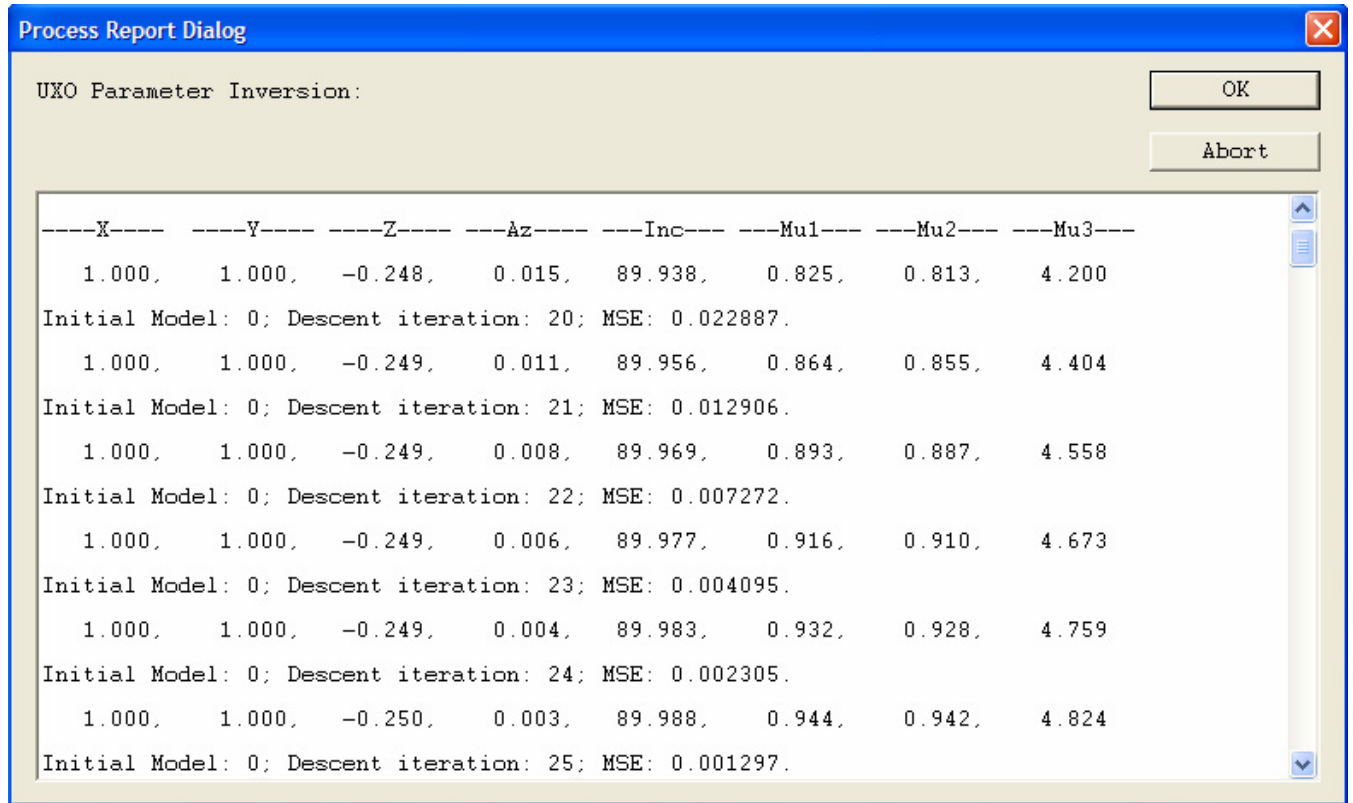 Process Report Dialog
UXO Parameter Inversion:
OK
Abort
----X---- ----Y---- ----Z---- ---Az---- ---Inc--- ---Mu1--- ---Mu2--- ---Mu3---
1.000, 1.000, -0.248, 0.015, 89.938, 0.825, 0.813, 4.200
Initial Model: 0; Descent iteration: 20; MSE: 0.022887.
1.000, 1.000, -0.249, 0.011, 89.956, 0.864, 0.855, 4.404
Initial Model: 0; Descent iteration: 21; MSE: 0.012906.
1.000, 1.000, -0.249, 0.008, 89.969, 0.893, 0.887, 4.558
Initial Model: 0; Descent iteration: 22; MSE: 0.007272.
1.000, 1.000, -0.249, 0.006, 89.977, 0.916, 0.910, 4.673
Initial Model: 0; Descent iteration: 23; MSE: 0.004095.
1.000, 1.000, -0.249, 0.004, 89.983, 0.932, 0.928, 4.759
Initial Model: 0; Descent iteration: 24; MSE: 0.002305.
1.000, 1.000, -0.250, 0.003, 89.988, 0.944, 0.942, 4.824
Initial Model: 0; Descent iteration: 25; MSE: 0.001297.